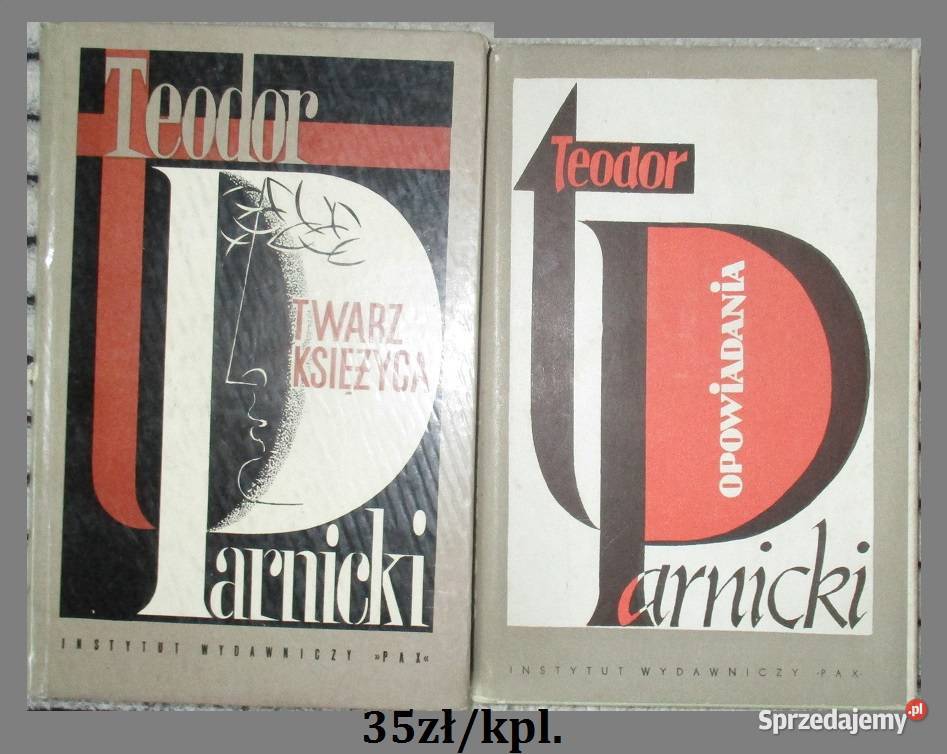 Teodor
TWARZ
KSIĘŻYCA
Parnicki
INSTYTUT WYDAWNICZY »PAX«
Teodor
OPOWIADANIA
Parnicki
INSTYTUT WYDAWNICZY ·PAX·
35zł/kpl.
Sprzedajemy.pl